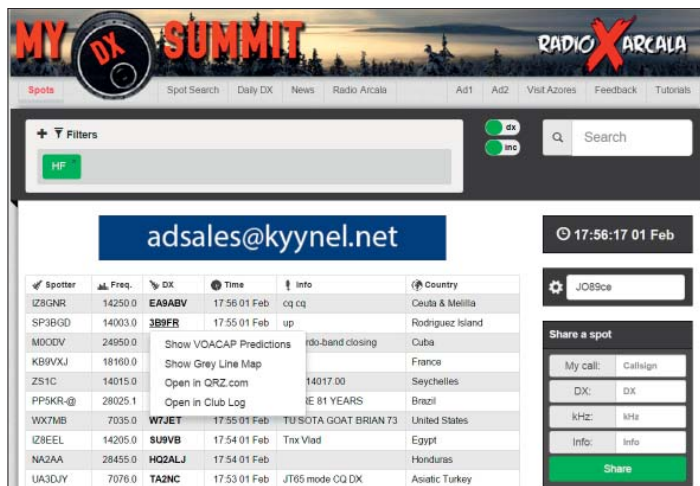 MY DX SUMMIT
RADIO X ARCALA
Spots Spot Search Daily DX News Radio Arcala Ad1 Ad2 Visit Azores Feedback Tutorials
Filters
dx
inc
HF
Search
adsales@kyynel.net
17:56:17 01 Feb
Spotter Freq. DX Time Info Country
IZ8GNR 14250.0 EA9ABV 17:56 01 Feb cq cq Ceuta & Melilla
SP3BGD 14003.0 3B9FR 17:55 01 Feb up Rodriguez Island
M0ODV 24950.0 rdo-band closing Cuba
KB9VXJ 18160.0 France
ZS1C 14015.0 14017.00 Seychelles
PP5KR-@ 28025.1 RE 81 YEARS Brazil
WX7MB 7035.0 W7JET 17:55 01 Feb TU SOTA GOAT BRIAN 73 United States
IZ8EEL 14205.0 SU9VB 17:54 01 Feb Tnx Vlad Egypt
NA2AA 28455.0 HQ2ALJ 17:54 01 Feb Honduras
UA3DJY 7076.0 TA2NC 17:53 01 Feb JT65 mode CQ DX Asiatic Turkey
Show VOACAP Predictions
Show Grey Line Map
Open in QRZ.com
Open in Club Log
JO89ce
Share a spot
My call: Callsign
DX: DX
kHz: kHz
Info: Info
Share